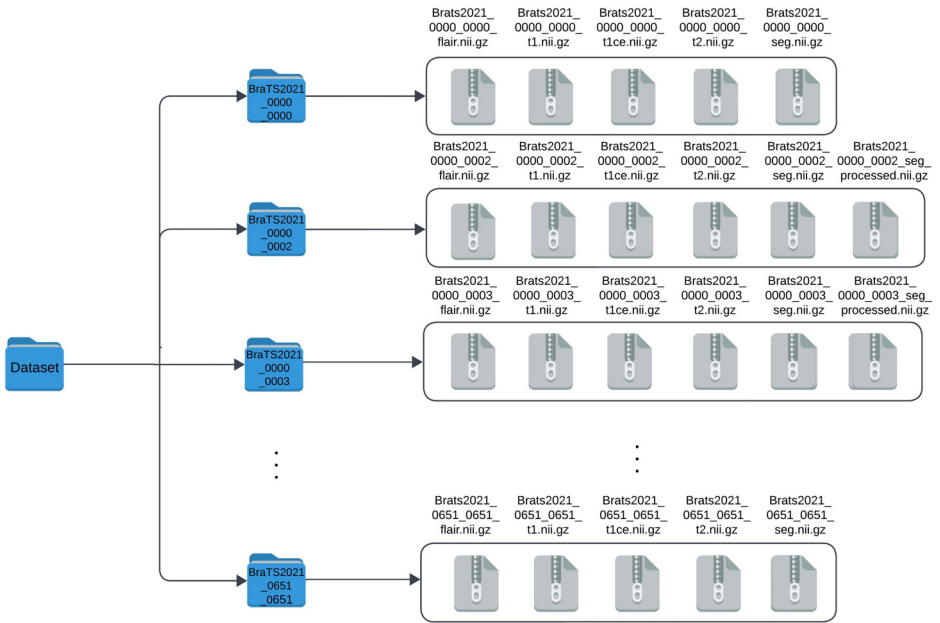 Brats2021_
0000_0000_
flair.nii.gz
Brats2021_
0000_0000_
t1.nii.gz
Brats2021_
0000_0000_
t1ce.nii.gz
Brats2021_
0000_0000_
t2.nii.gz
Brats2021_
0000_0000_
seg.nii.gz
BraTS2021
_0000
_0000
Brats2021_
0000_0002_
flair.nii.gz
Brats2021_
0000_0002_
t1.nii.gz
Brats2021_
0000_0002_
t1ce.nii.gz
Brats2021_
0000_0002_
t2.nii.gz
Brats2021_
0000_0002_
seg.nii.gz
Brats2021_
0000_0002_seg_
processed.nii.gz
BraTS2021
_0000
_0002
Brats2021_
0000_0003_
flair.nii.gz
Brats2021_
0000_0003_
t1.nii.gz
Brats2021_
0000_0003_
t1ce.nii.gz
Brats2021_
0000_0003_
t2.nii.gz
Brats2021_
0000_0003_
seg.nii.gz
Brats2021_
0000_0003_seg_
processed.nii.gz
Dataset
BraTS2021
_0000
_0003
Brats2021_
0651_0651_
flair.nii.gz
Brats2021_
0651_0651_
t1.nii.gz
Brats2021_
0651_0651_
t1ce.nii.gz
Brats2021_
0651_0651_
t2.nii.gz
Brats2021_
0651_0651_
seg.nii.gz
BraTS2021
_0651
_0651